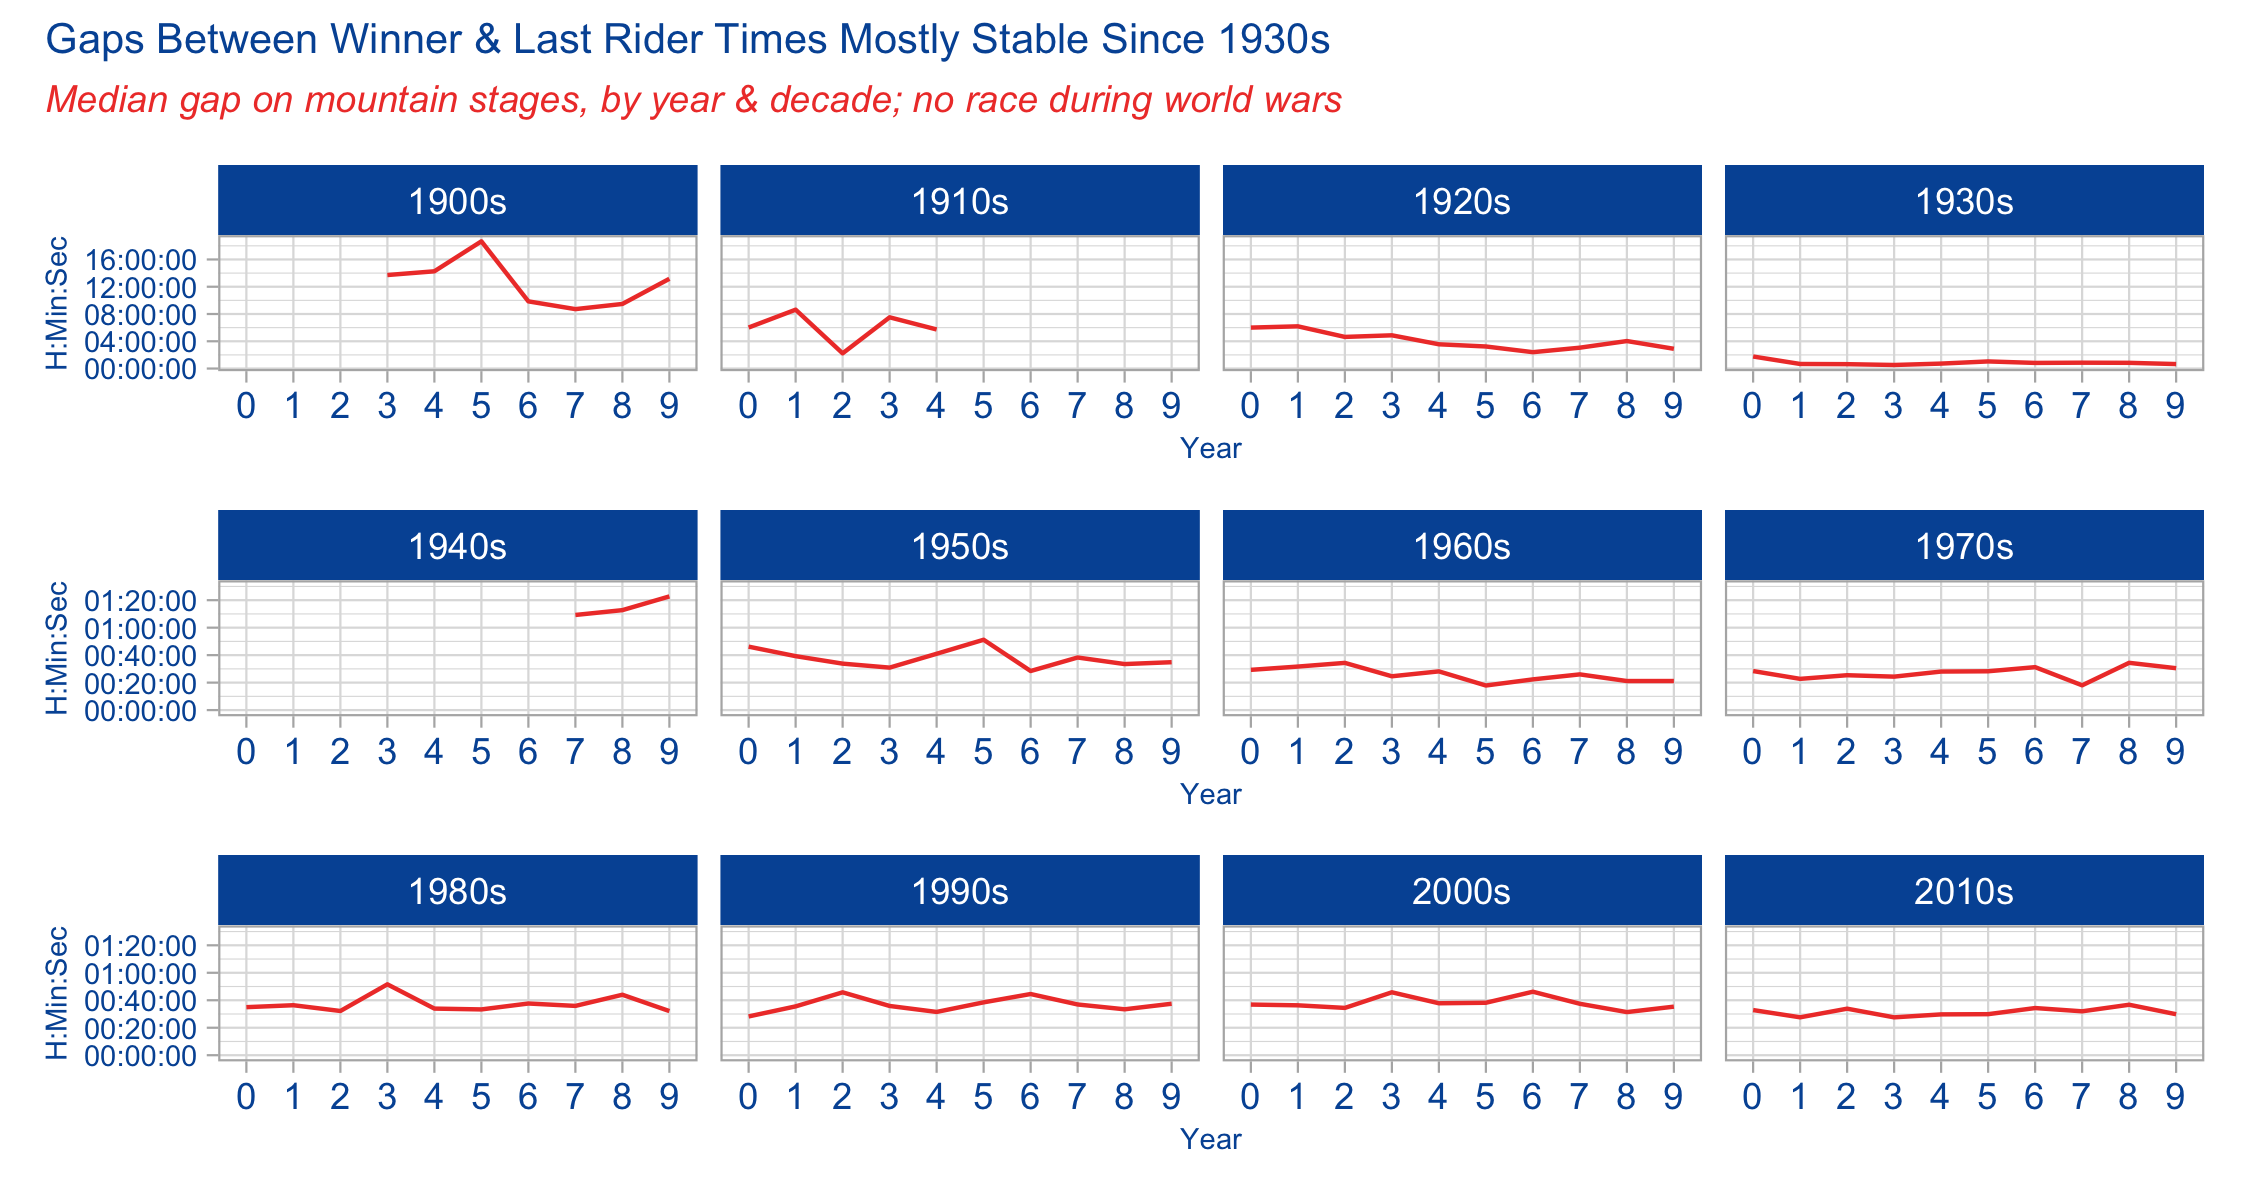 Gaps Between Winner & Last Rider Times Mostly Stable Since 1930s
Median gap on mountain stages, by year & decade; no race during world wars
1900s 1910s 1920s 1930s
H:Min:Sec
16:00:00
12:00:00
08:00:00
04:00:00
00:00:00
0 1 2 3 4 5 6 7 8 9 0 1 2 3 4 5 6 7 8 9 0 1 2 3 4 5 6 7 8 9 0 1 2 3 4 5 6 7 8 9
Year
1940s 1950s 1960s 1970s
H:Min:Sec
01:20:00
01:00:00
00:40:00
00:20:00
00:00:00
0 1 2 3 4 5 6 7 8 9 0 1 2 3 4 5 6 7 8 9 0 1 2 3 4 5 6 7 8 9 0 1 2 3 4 5 6 7 8 9
Year
1980s 1990s 2000s 2010s
H:Min:Sec
01:20:00
01:00:00
00:40:00
00:20:00
00:00:00
0 1 2 3 4 5 6 7 8 9 0 1 2 3 4 5 6 7 8 9 0 1 2 3 4 5 6 7 8 9 0 1 2 3 4 5 6 7 8 9
Year